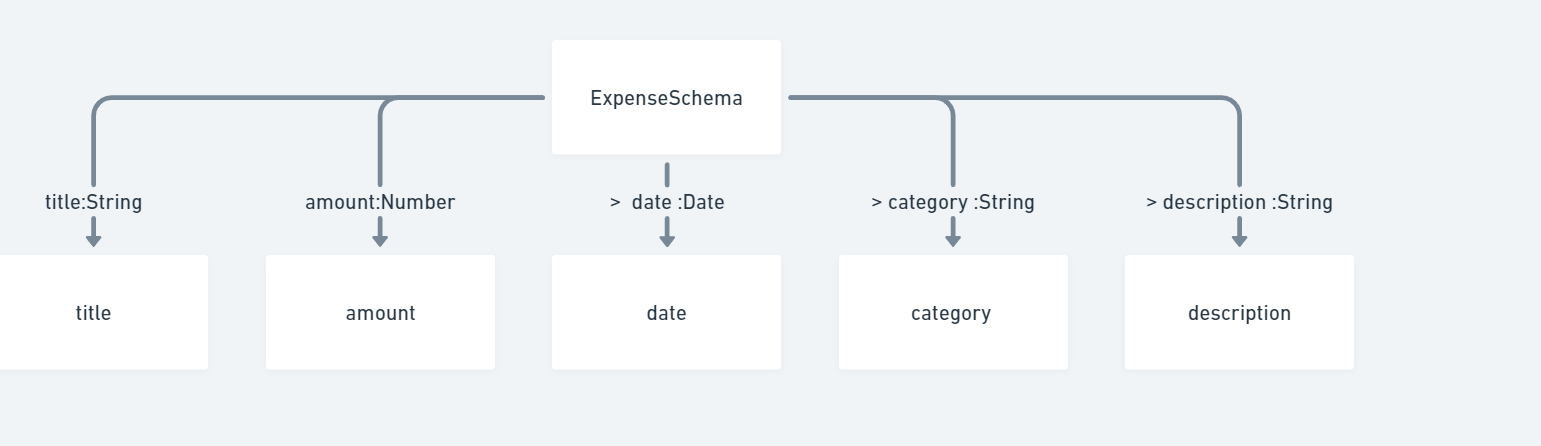 ExpenseSchema
title:String
amount:Number
> date :Date
> category :String
> description :String
title
amount
date
category
description